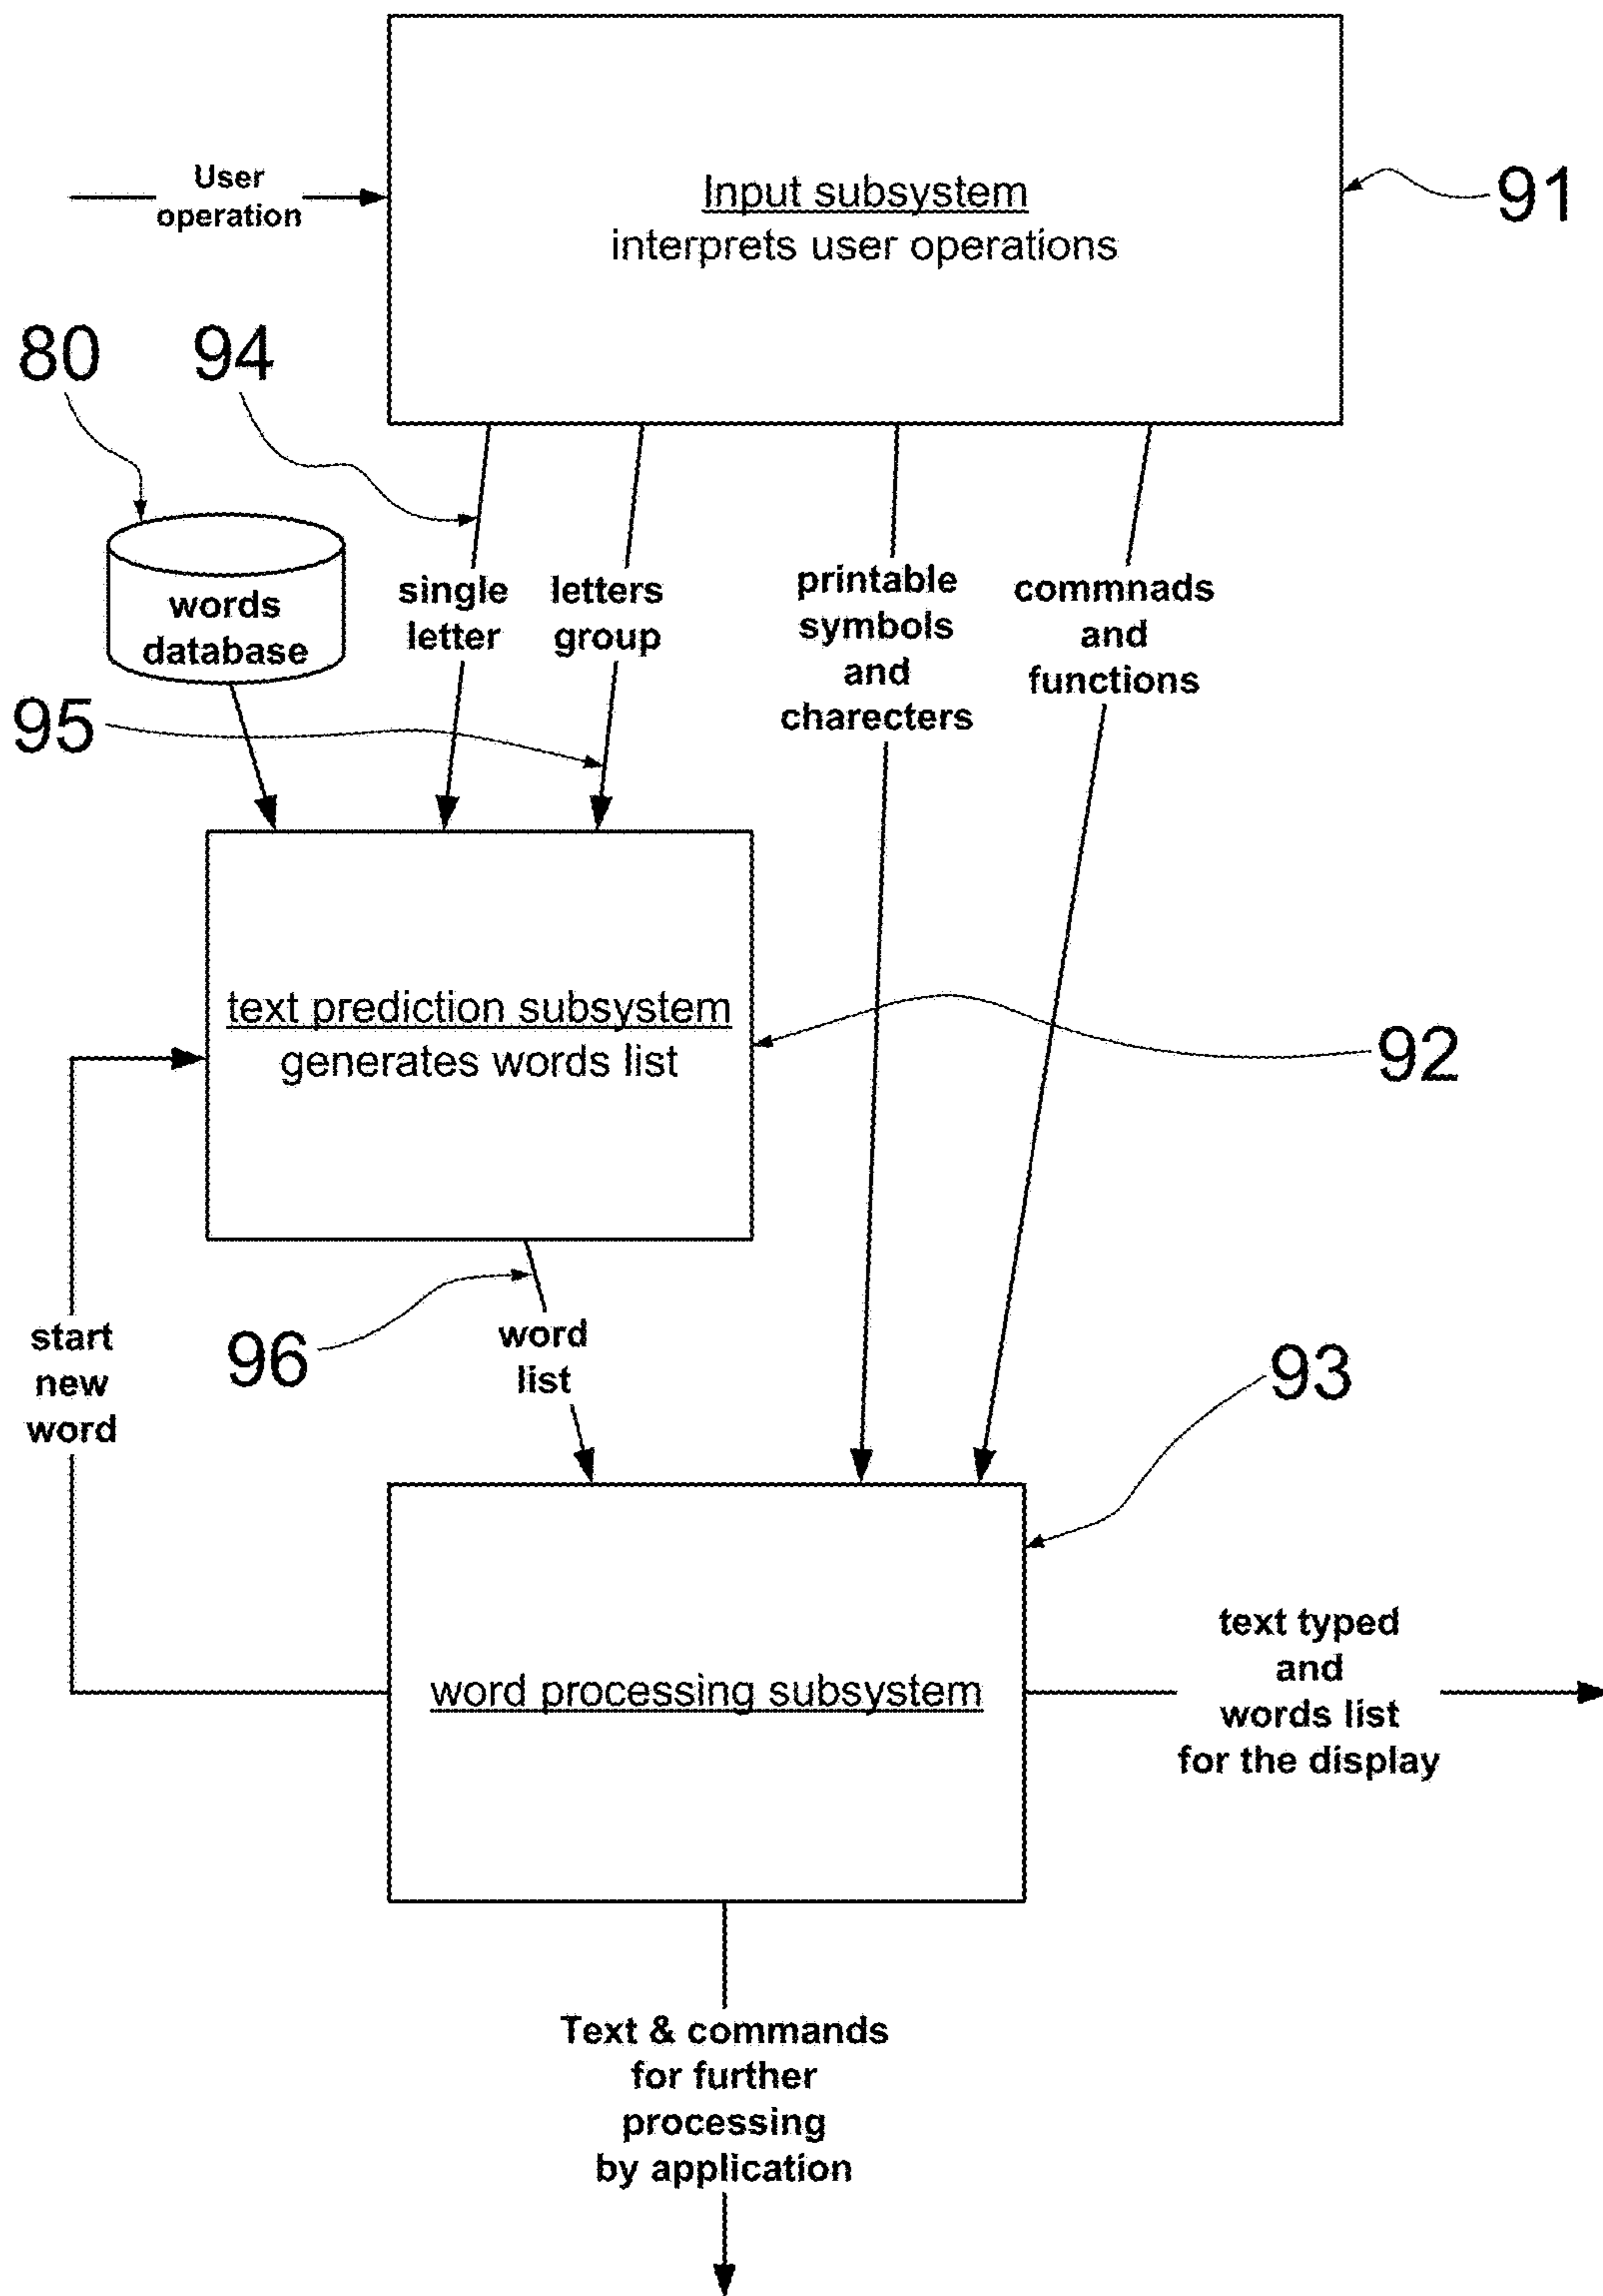 User
operation
Input subsystem
interprets user operations
91
80
94
words
database
single
letter
letters
group
printable
symbols
and
charecters
commnads
and
functions
95
text prediction subsystem
generates words list
92
start
new
word
96
word
list
93
word processing subsystem
text typed
and
words list
for the display
Text & commands
for further
processing
by application